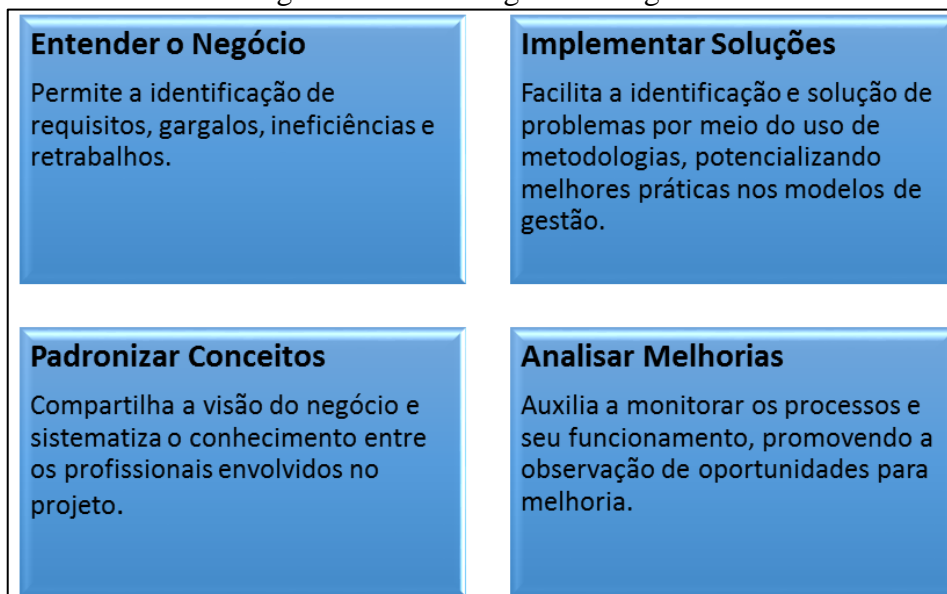 Entender o Negócio
Permite a identificação de
requisitos, gargalos, ineficiências e
retrabalhos.
Implementar Soluções
Facilita a identificação e solução de
problemas por meio do uso de
metodologias, potencializando
melhores práticas nos modelos de
gestão.
Padronizar Conceitos
Compartilha a visão do negócio e
sistematiza o conhecimento entre
os profissionais envolvidos no
projeto.
Analisar Melhorias
Auxilia a monitorar os processos e
seu funcionamento, promovendo a
observação de oportunidades para
melhoria.